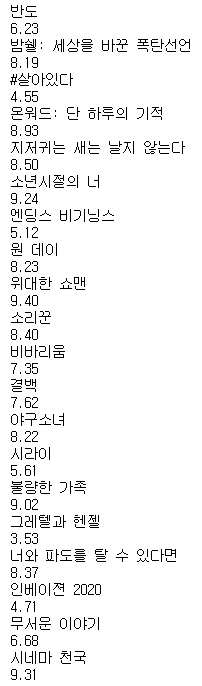 반도
6.23
밤쉘: 세상을 바꾼 폭탄선언
8.19
#살아있다
4.55
온워드: 단 하루의 기적
8.93
지저귀는 새는 날지 않는다
8.50
소년시절의 너
9.24
엔딩스 비기닝스
5.12
원 데이
8.23
위대한 쇼맨
9.40
소리꾼
8.40
비바리움
7.35
결백
7.62
야구소녀
8.22
시라이
5.61
불량한 가족
9.02
그레텔과 헨젤
3.53
너와 파도를 탈 수 있다면
8.37
인베이젼 2020
4.71
무서운 이야기
6.68
시네마 천국
9.31